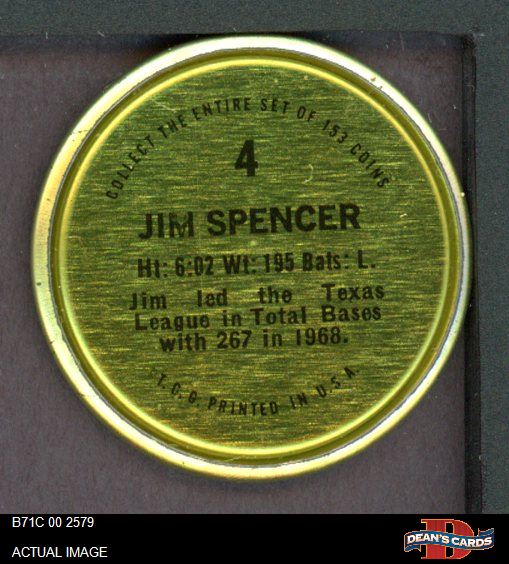 COLLECT THE ENTIRE SET OF 153 COINS
4
JIM SPENCER
Ht: 6:02 Wt: 195 Bats: L.
Jim led the Texas
League in Total Bases
with 267 in 1968.
T.C.G. PRINTED IN U.S.A.
B71C 00 2579
ACTUAL IMAGE
D
DEAN'S CARDS